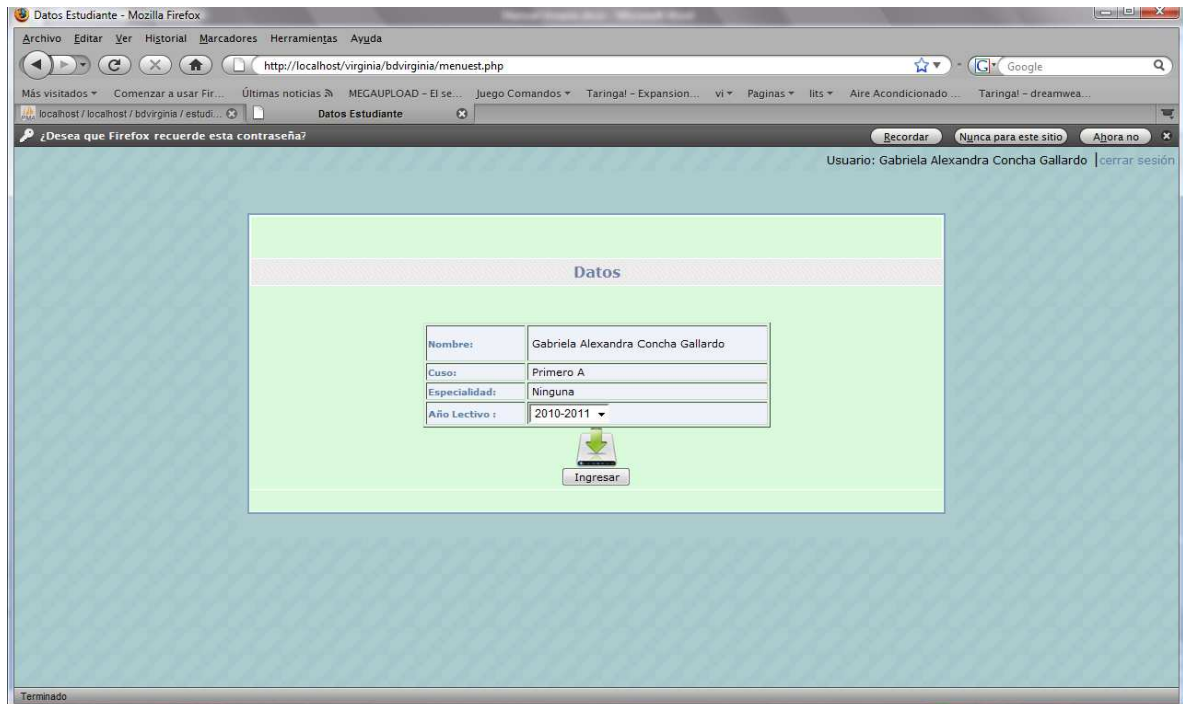 Datos Estudiante - Mozilla Firefox
Archivo Editar Ver Historial Marcadores Herramientas Ayuda
http://localhost/virginia/bdvirginia/menuest.php
Google
Más visitados Comenzar a usar Fir... Últimas noticias MEGAUPLOAD - El se... Juego Comandos Taringa! - Expansion... vi Paginas lits Aire Acondicionado ... Taringa! - dreamwea...
localhost / localhost / bdvirginia / estudi... Datos Estudiante
¿Desea que Firefox recuerde esta contraseña? Recordar Nunca para este sitio Ahora no
Usuario: Gabriela Alexandra Concha Gallardo |cerrar sesión
Datos
Nombre: Gabriela Alexandra Concha Gallardo
Cuso: Primero A
Especialidad: Ninguna
Año Lectivo : 2010-2011
Ingresar
Terminado